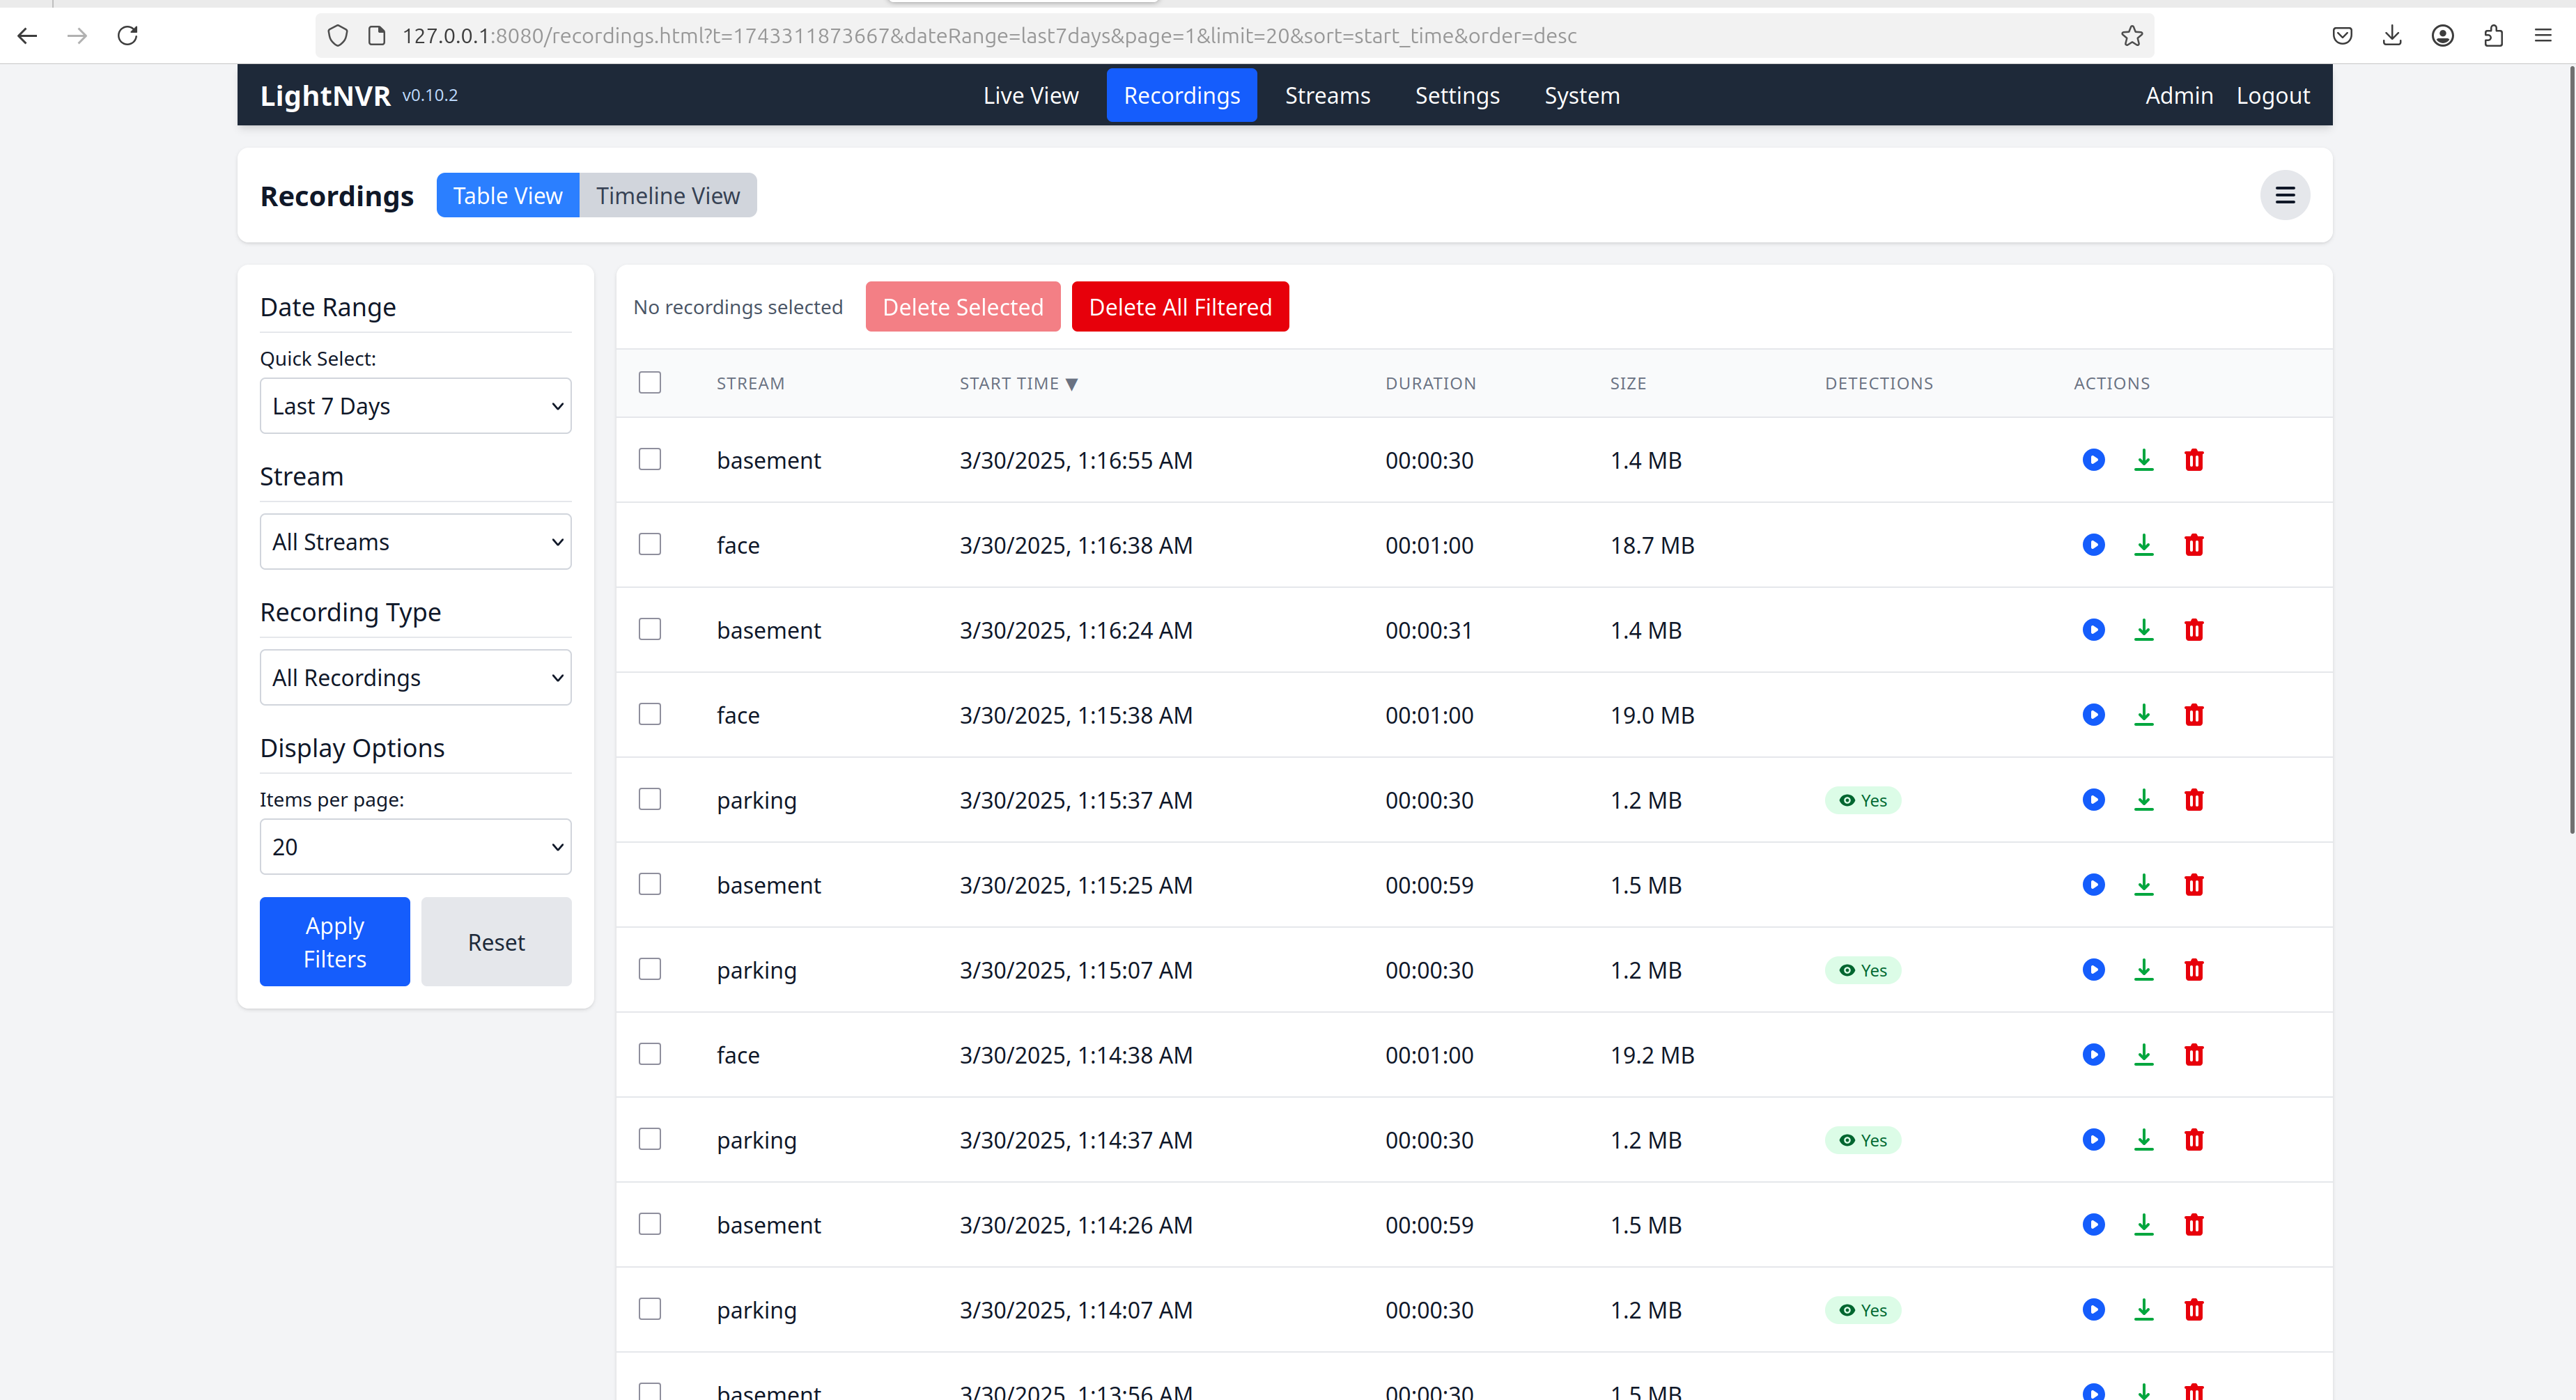 127.0.0.1:8080/recordings.html?t=1743311873667&dateRange=last7days&page=1&limit=20&sort=start_time&order=desc
LightNVR v0.10.2 Live View Recordings Streams Settings System Admin Logout
Recordings Table View Timeline View
Date Range
Quick Select:
Last 7 Days
Stream
All Streams
Recording Type
All Recordings
Display Options
Items per page:
20
Apply
Filters
Reset
No recordings selected Delete Selected Delete All Filtered
STREAM START TIME ▼ DURATION SIZE DETECTIONS ACTIONS
basement 3/30/2025, 1:16:55 AM 00:00:30 1.4 MB
face 3/30/2025, 1:16:38 AM 00:01:00 18.7 MB
basement 3/30/2025, 1:16:24 AM 00:00:31 1.4 MB
face 3/30/2025, 1:15:38 AM 00:01:00 19.0 MB
parking 3/30/2025, 1:15:37 AM 00:00:30 1.2 MB Yes
basement 3/30/2025, 1:15:25 AM 00:00:59 1.5 MB
parking 3/30/2025, 1:15:07 AM 00:00:30 1.2 MB Yes
face 3/30/2025, 1:14:38 AM 00:01:00 19.2 MB
parking 3/30/2025, 1:14:37 AM 00:00:30 1.2 MB Yes
basement 3/30/2025, 1:14:26 AM 00:00:59 1.5 MB
parking 3/30/2025, 1:14:07 AM 00:00:30 1.2 MB Yes
basement 3/30/2025, 1:13:56 AM 00:00:30 1.5 MB